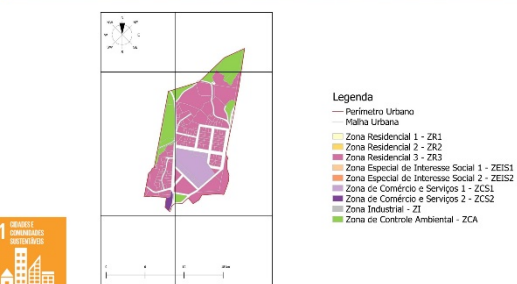 Legenda
Perímetro Urbano
Malha Urbana
Zona Residencial 1 - ZR1
Zona Residencial 2 - ZR2
Zona Residencial 3 - ZR3
Zona Especial de Interesse Social 1 - ZEIS1
Zona Especial de Interesse Social 2 - ZEIS2
Zona de Comércio e Serviços 1 - ZCS1
Zona de Comércio e Serviços 2 - ZCS2
Zona Industrial - ZI
Zona de Controle Ambiental - ZCA
1 CIDADES E
COMUNIDADES
SUSTENTÁVEIS